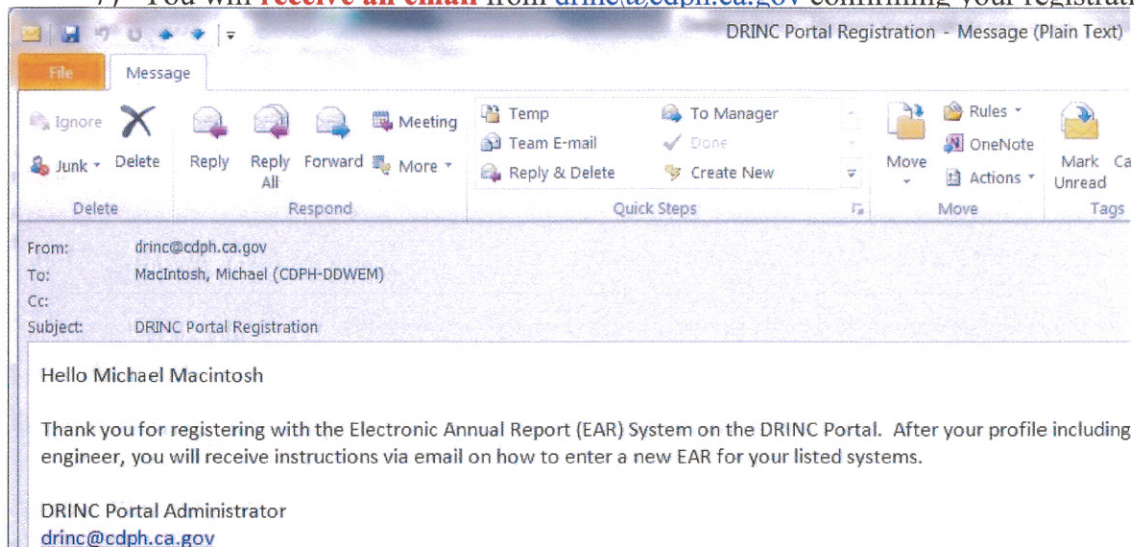 7) You will receive an email from drinc@cdph.ca.gov confirming your registrati
DRINC Portal Registration - Message (Plain Text)
File Message
Ignore
Junk
Delete
Reply
Reply All
Forward
Meeting
More
Temp
Team E-mail
Reply & Delete
To Manager
Done
Create New
Move
Rules
OneNote
Actions
Mark Unread
Ca
Delete Respond Quick Steps Move Tags
From: drinc@cdph.ca.gov
To: MacIntosh, Michael (CDPH-DDWEM)
Cc:
Subject: DRINC Portal Registration
Hello Michael Macintosh
Thank you for registering with the Electronic Annual Report (EAR) System on the DRINC Portal. After your profile including
engineer, you will receive instructions via email on how to enter a new EAR for your listed systems.
DRINC Portal Administrator
drinc@cdph.ca.gov